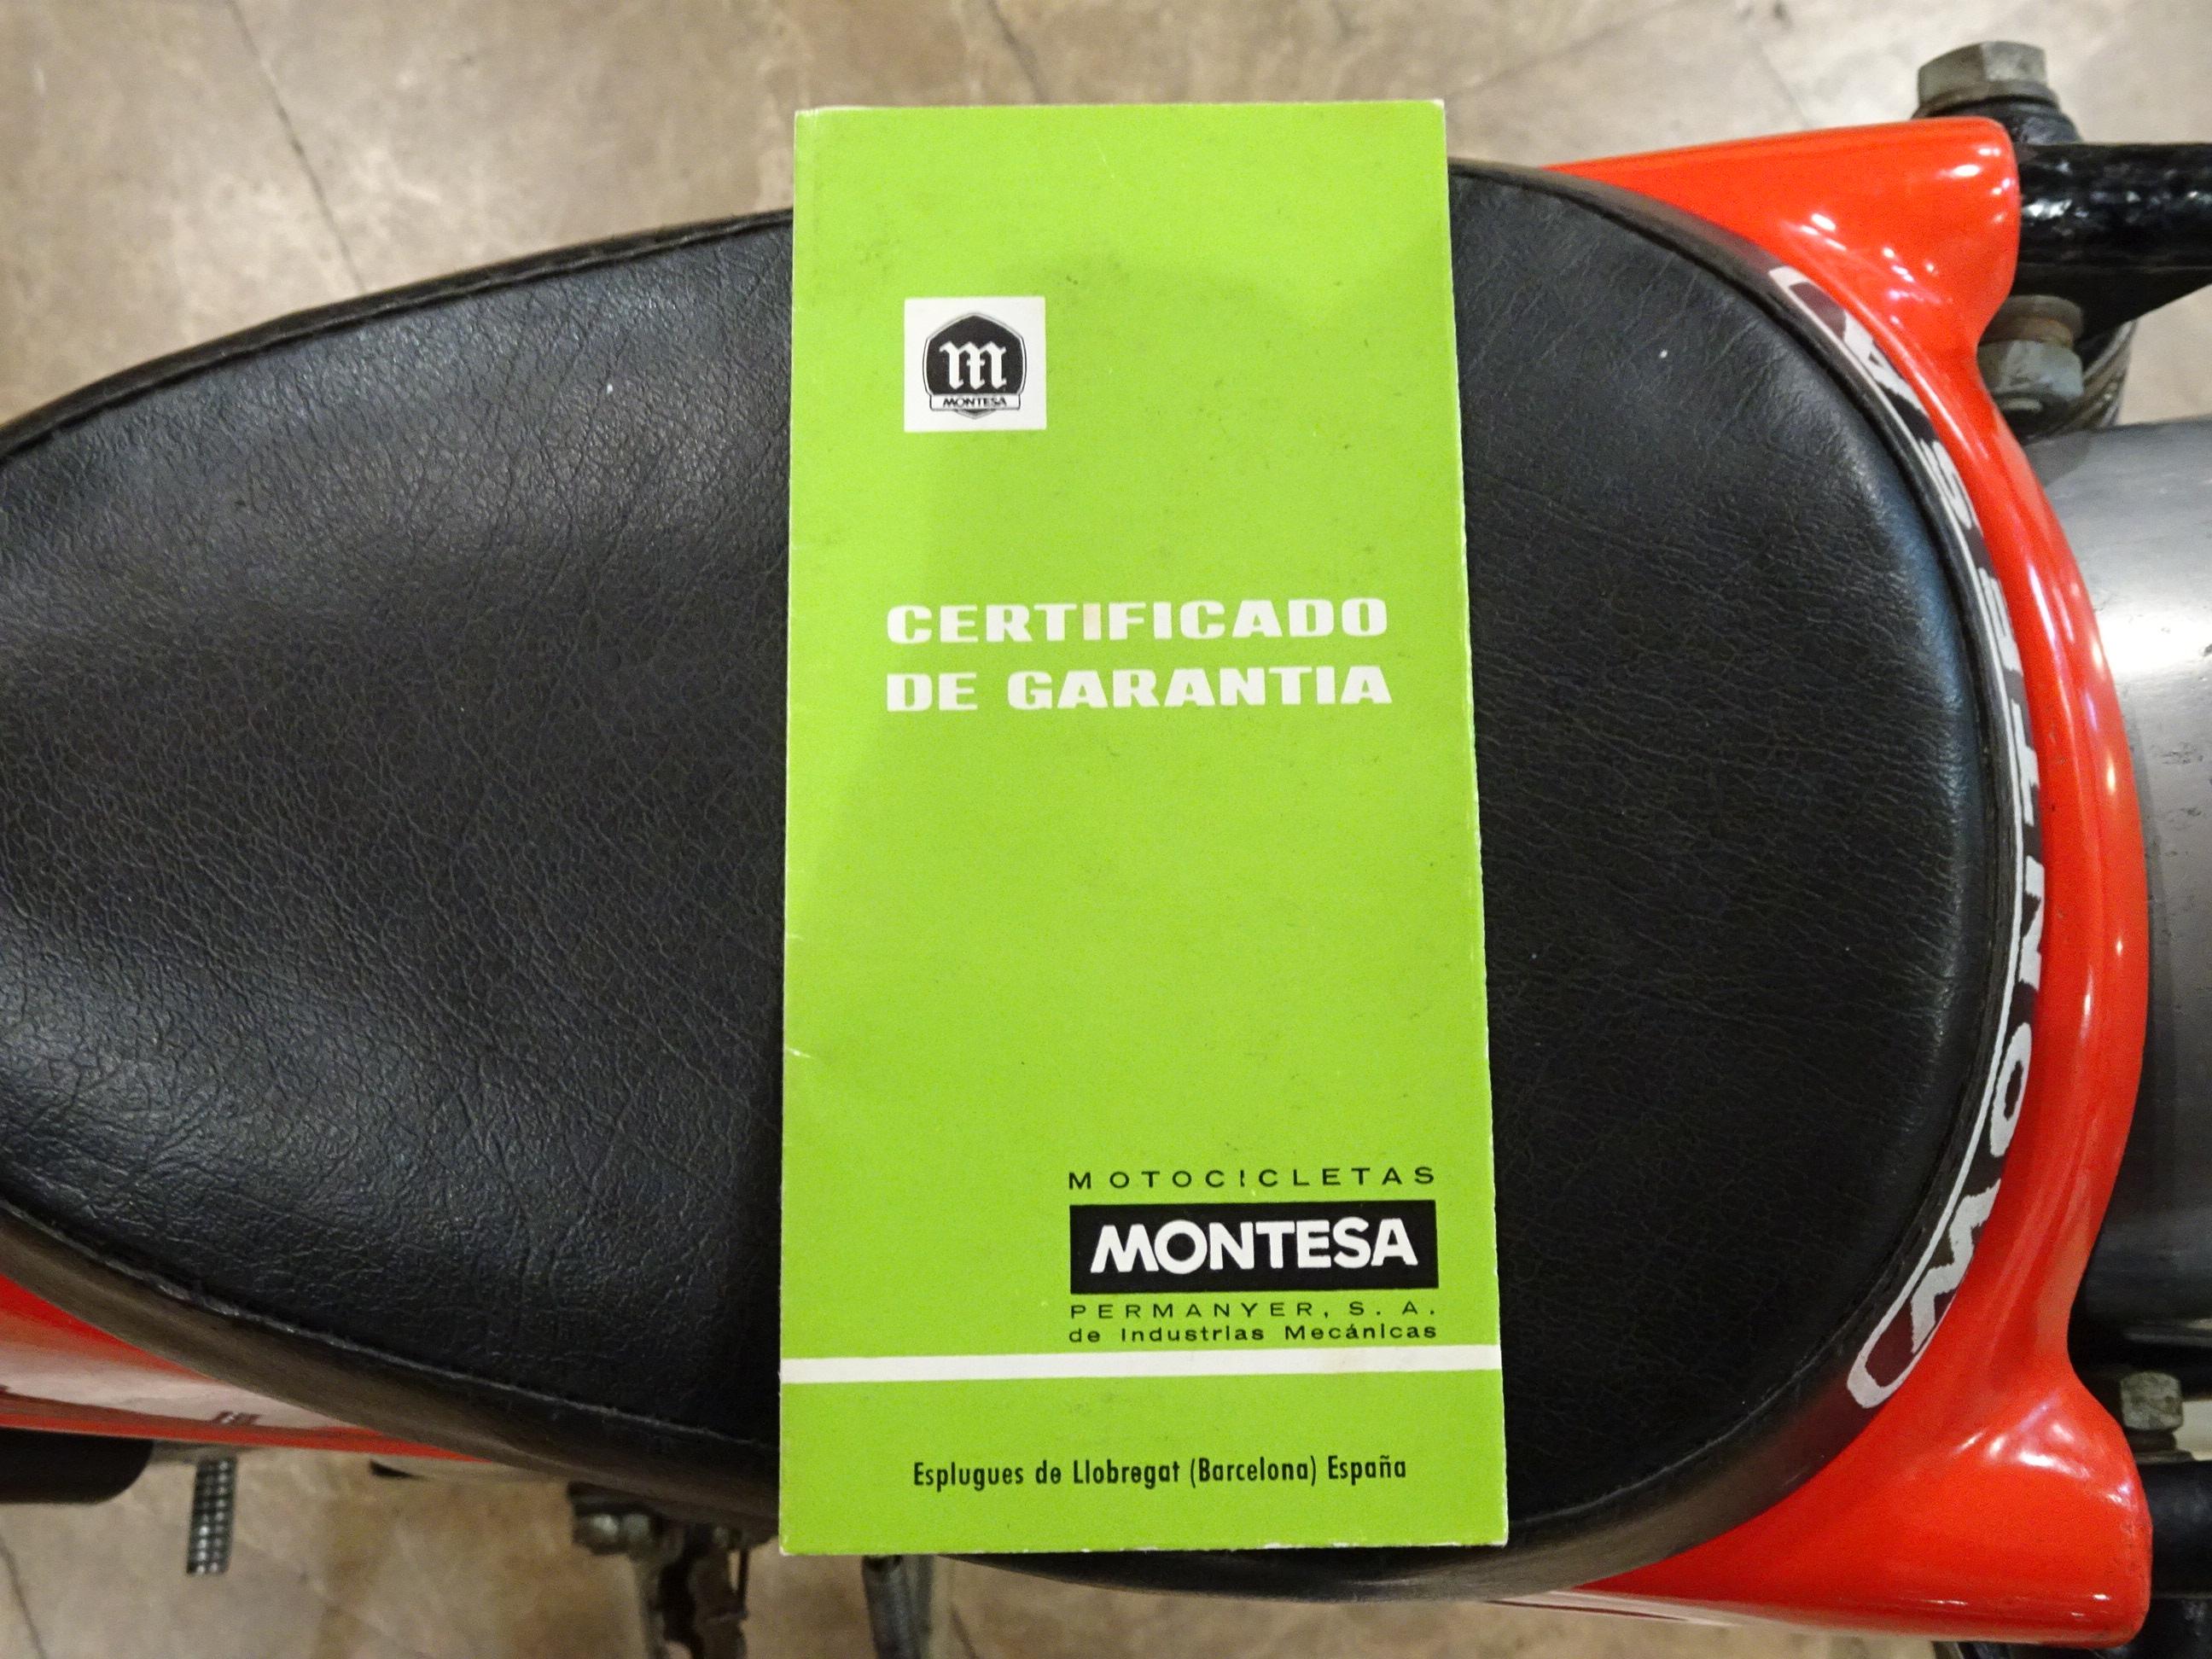 m
MONTESA
CERTIFICADO
DE GARANTIA
MOTOCICLETAS
MONTESA
PERMANYER, S. A.
de Industrias Mecánicas
Esplugues de Llobregat (Barcelona) España
MONTESA